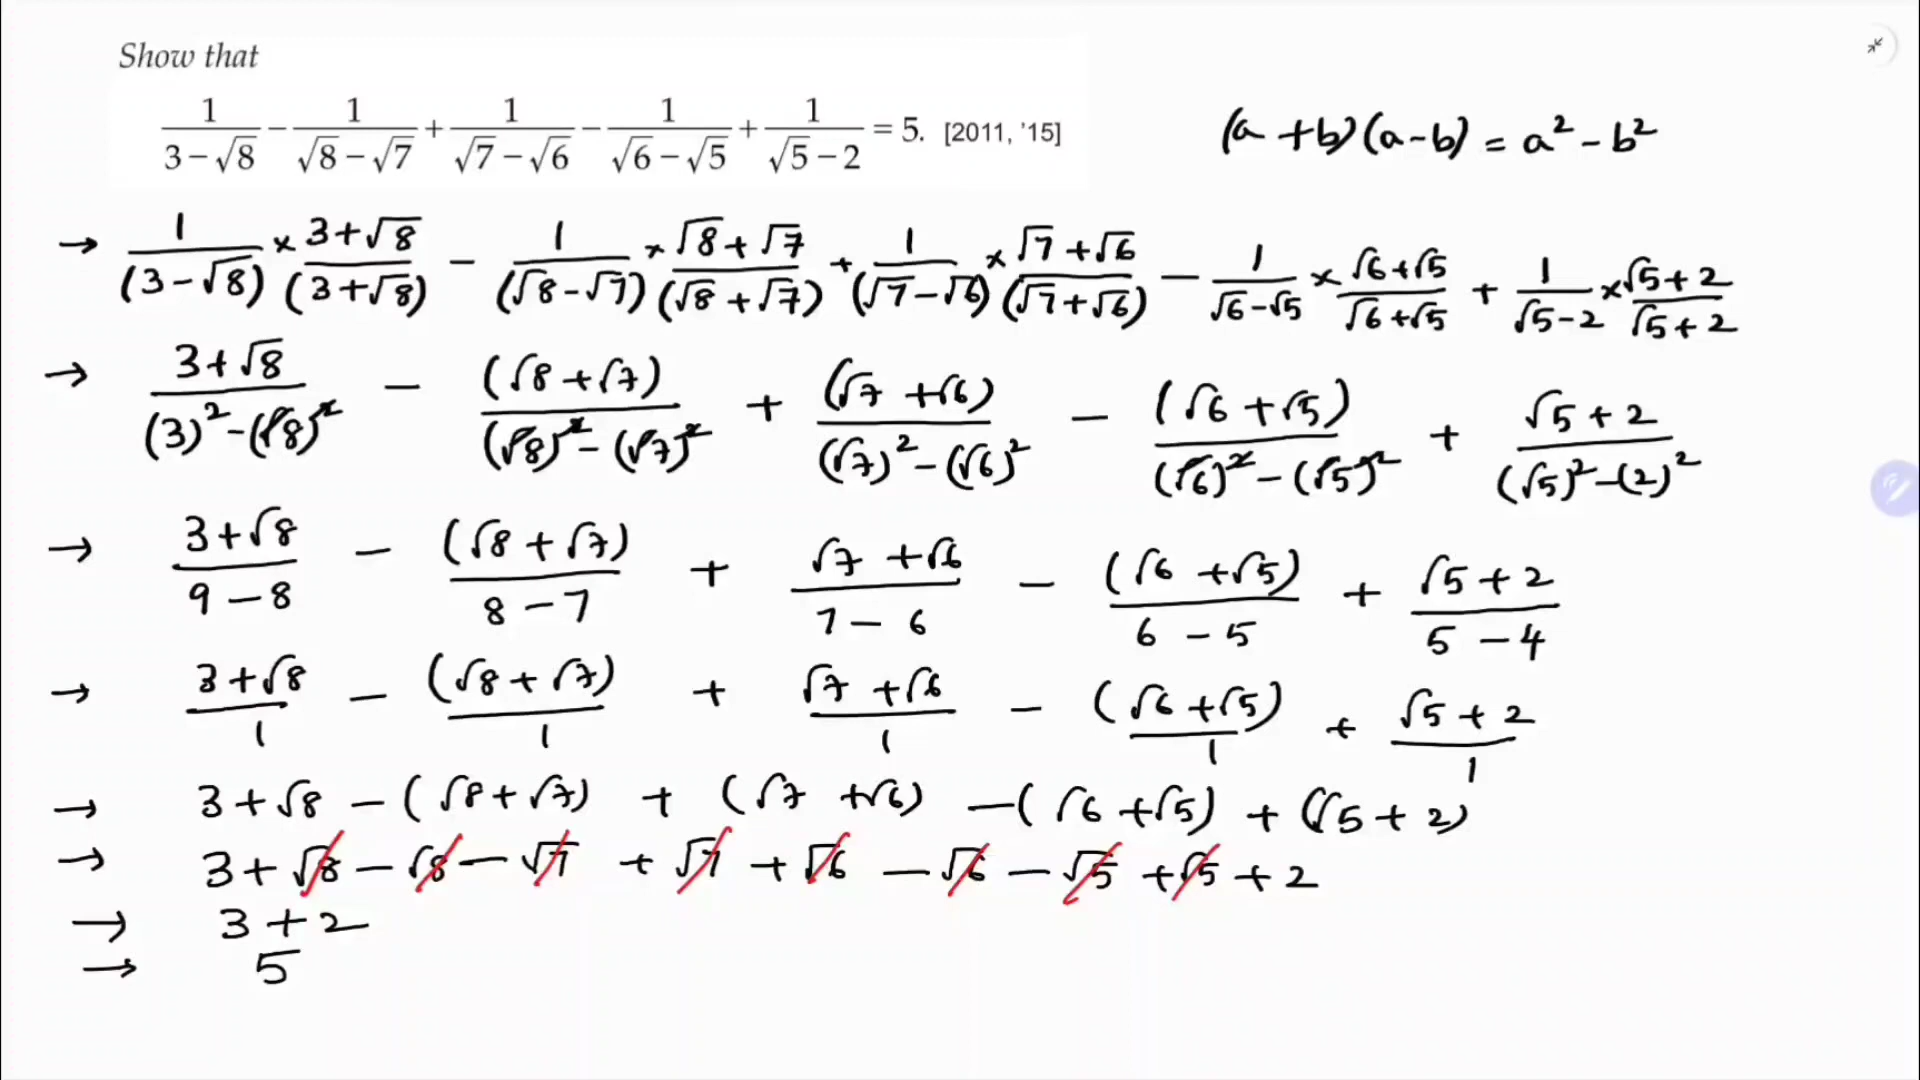 Show that
1/(3−√8) − 1/(√8−√7) + 1/(√7−√6) − 1/(√6−√5) + 1/(√5−2) = 5. [2011, '15]
(a+b)(a-b) = a² - b²
→ 1/(3-√8) × (3+√8)/(3+√8) − 1/(√8-√7) × (√8+√7)/(√8+√7) + 1/(√7-√6) × (√7+√6)/(√7+√6) − 1/(√6-√5) × (√6+√5)/(√6+√5) + 1/(√5-2) × (√5+2)/(√5+2)
→ (3+√8)/((3)²-(√8)²) − (√8+√7)/((√8)²-(√7)²) + (√7+√6)/((√7)²-(√6)²) − (√6+√5)/((√6)²-(√5)²) + (√5+2)/((√5)²-(2)²)
→ (3+√8)/(9-8) − (√8+√7)/(8-7) + (√7+√6)/(7-6) − (√6+√5)/(6-5) + (√5+2)/(5-4)
→ (3+√8)/1 − (√8+√7)/1 + (√7+√6)/1 − (√6+√5)/1 + (√5+2)/1
→ 3+√8 − (√8+√7) + (√7+√6) − (√6+√5) + (√5+2)
→ 3+√8 − √8 − √7 + √7 + √6 − √6 − √5 + √5 + 2
→ 3+2
→ 5